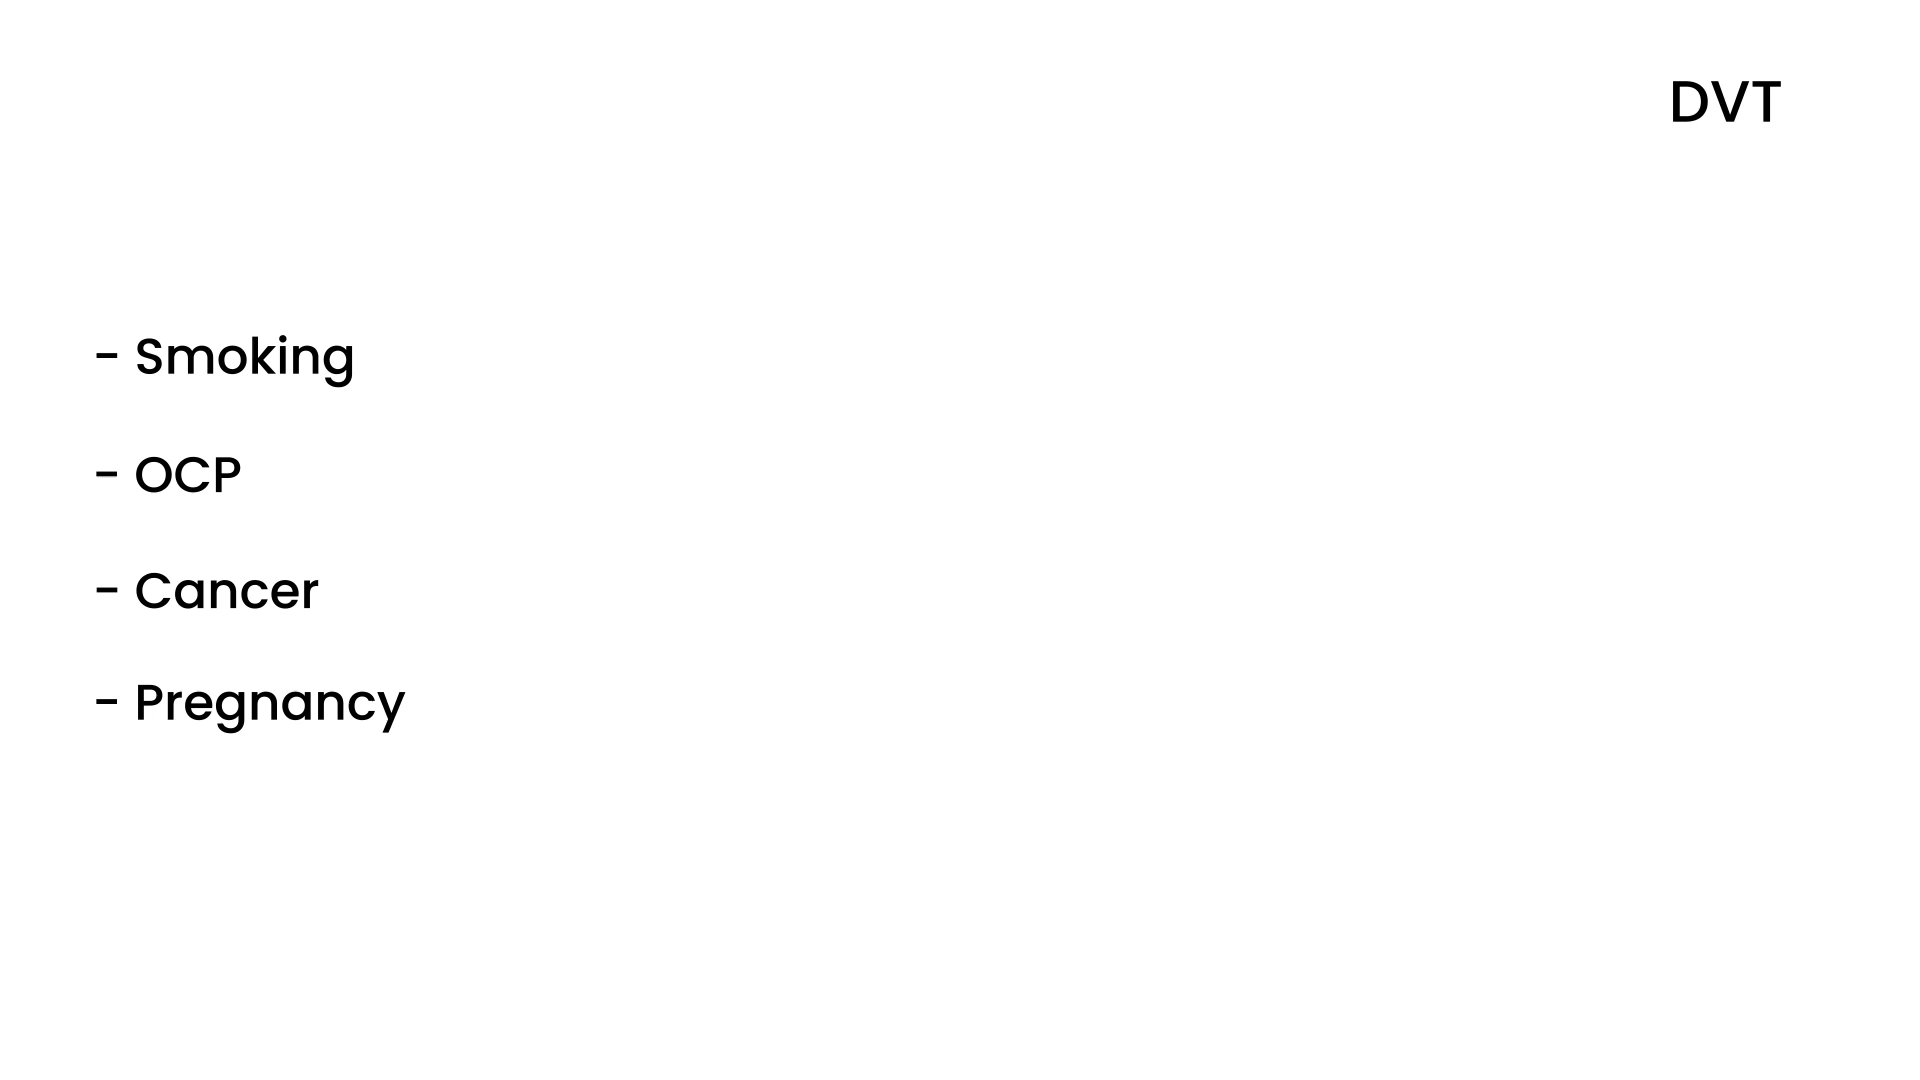 DVT
- Smoking
- OCP
- Cancer
- Pregnancy